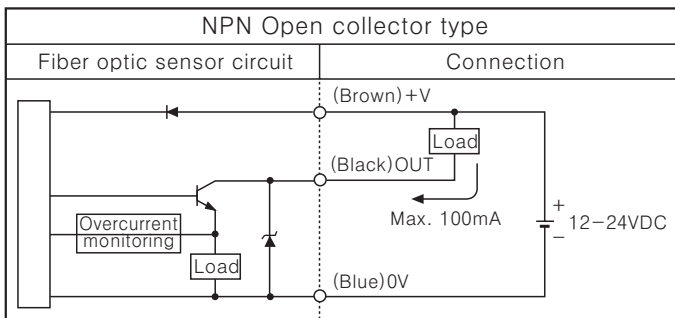 NPN Open collector type
Fiber optic sensor circuit
Connection
(Brown)+V
Load
(Black)OUT
Max. 100mA
+
12-24VDC
-
Overcurrent
monitoring
Load
(Blue)0V